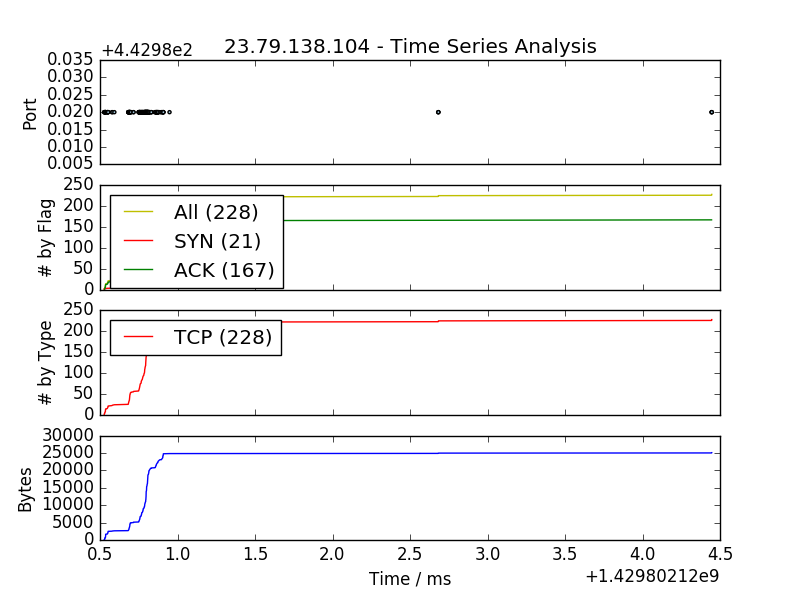 +4.4298e2
23.79.138.104 - Time Series Analysis
0.035
0.030
0.025
0.020
0.015
0.010
0.005
Port
250
200
150
100
50
0
# by Flag
All (228)
SYN (21)
ACK (167)
250
200
150
100
50
0
# by Type
TCP (228)
30000
25000
20000
15000
10000
5000
0
Bytes
0.5 1.0 1.5 2.0 2.5 3.0 3.5 4.0 4.5
Time / ms
+1.42980212e9